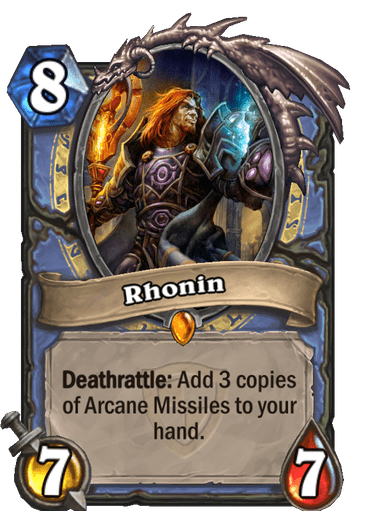 8
Rhonin
Deathrattle: Add 3 copies
of Arcane Missiles to your
hand.
7
7